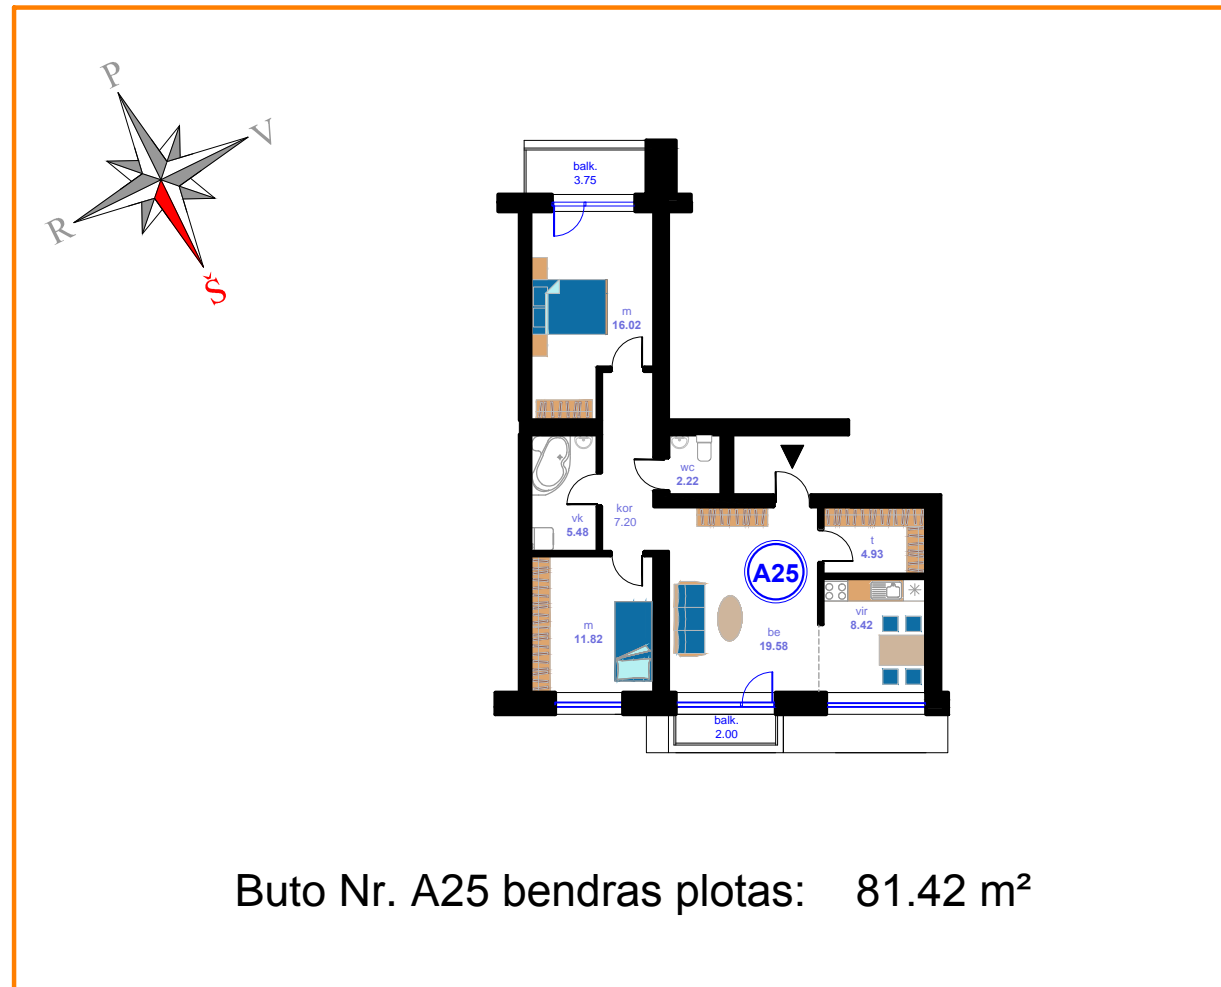 P
V
R
Š
balk.
3.75
m
16.02
wc
2.22
kor
7.20
vk
5.48
t
4.93
A25
vir
8.42
m
11.82
be
19.58
balk.
2.00
Buto Nr. A25 bendras plotas: 81.42 m²